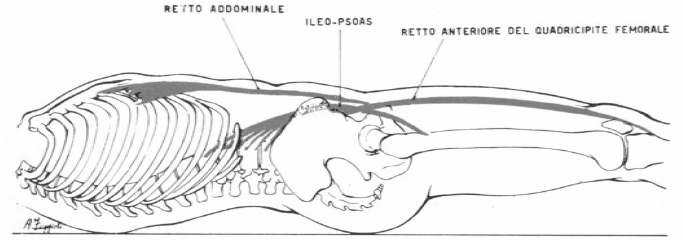 RETTO ADDOMINALE
ILEO-PSOAS
RETTO ANTERIORE DEL QUADRICIPITE FEMORALE